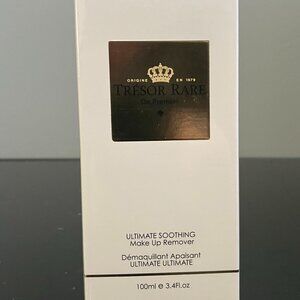 ORIGINE EN 1979
TRÉSOR RARE
ULTIMATE SOOTHING
Make Up Remover
Démaquillant Apaisant
ULTIMATE ULTIMATE
100ml e 3.4Fl.oz